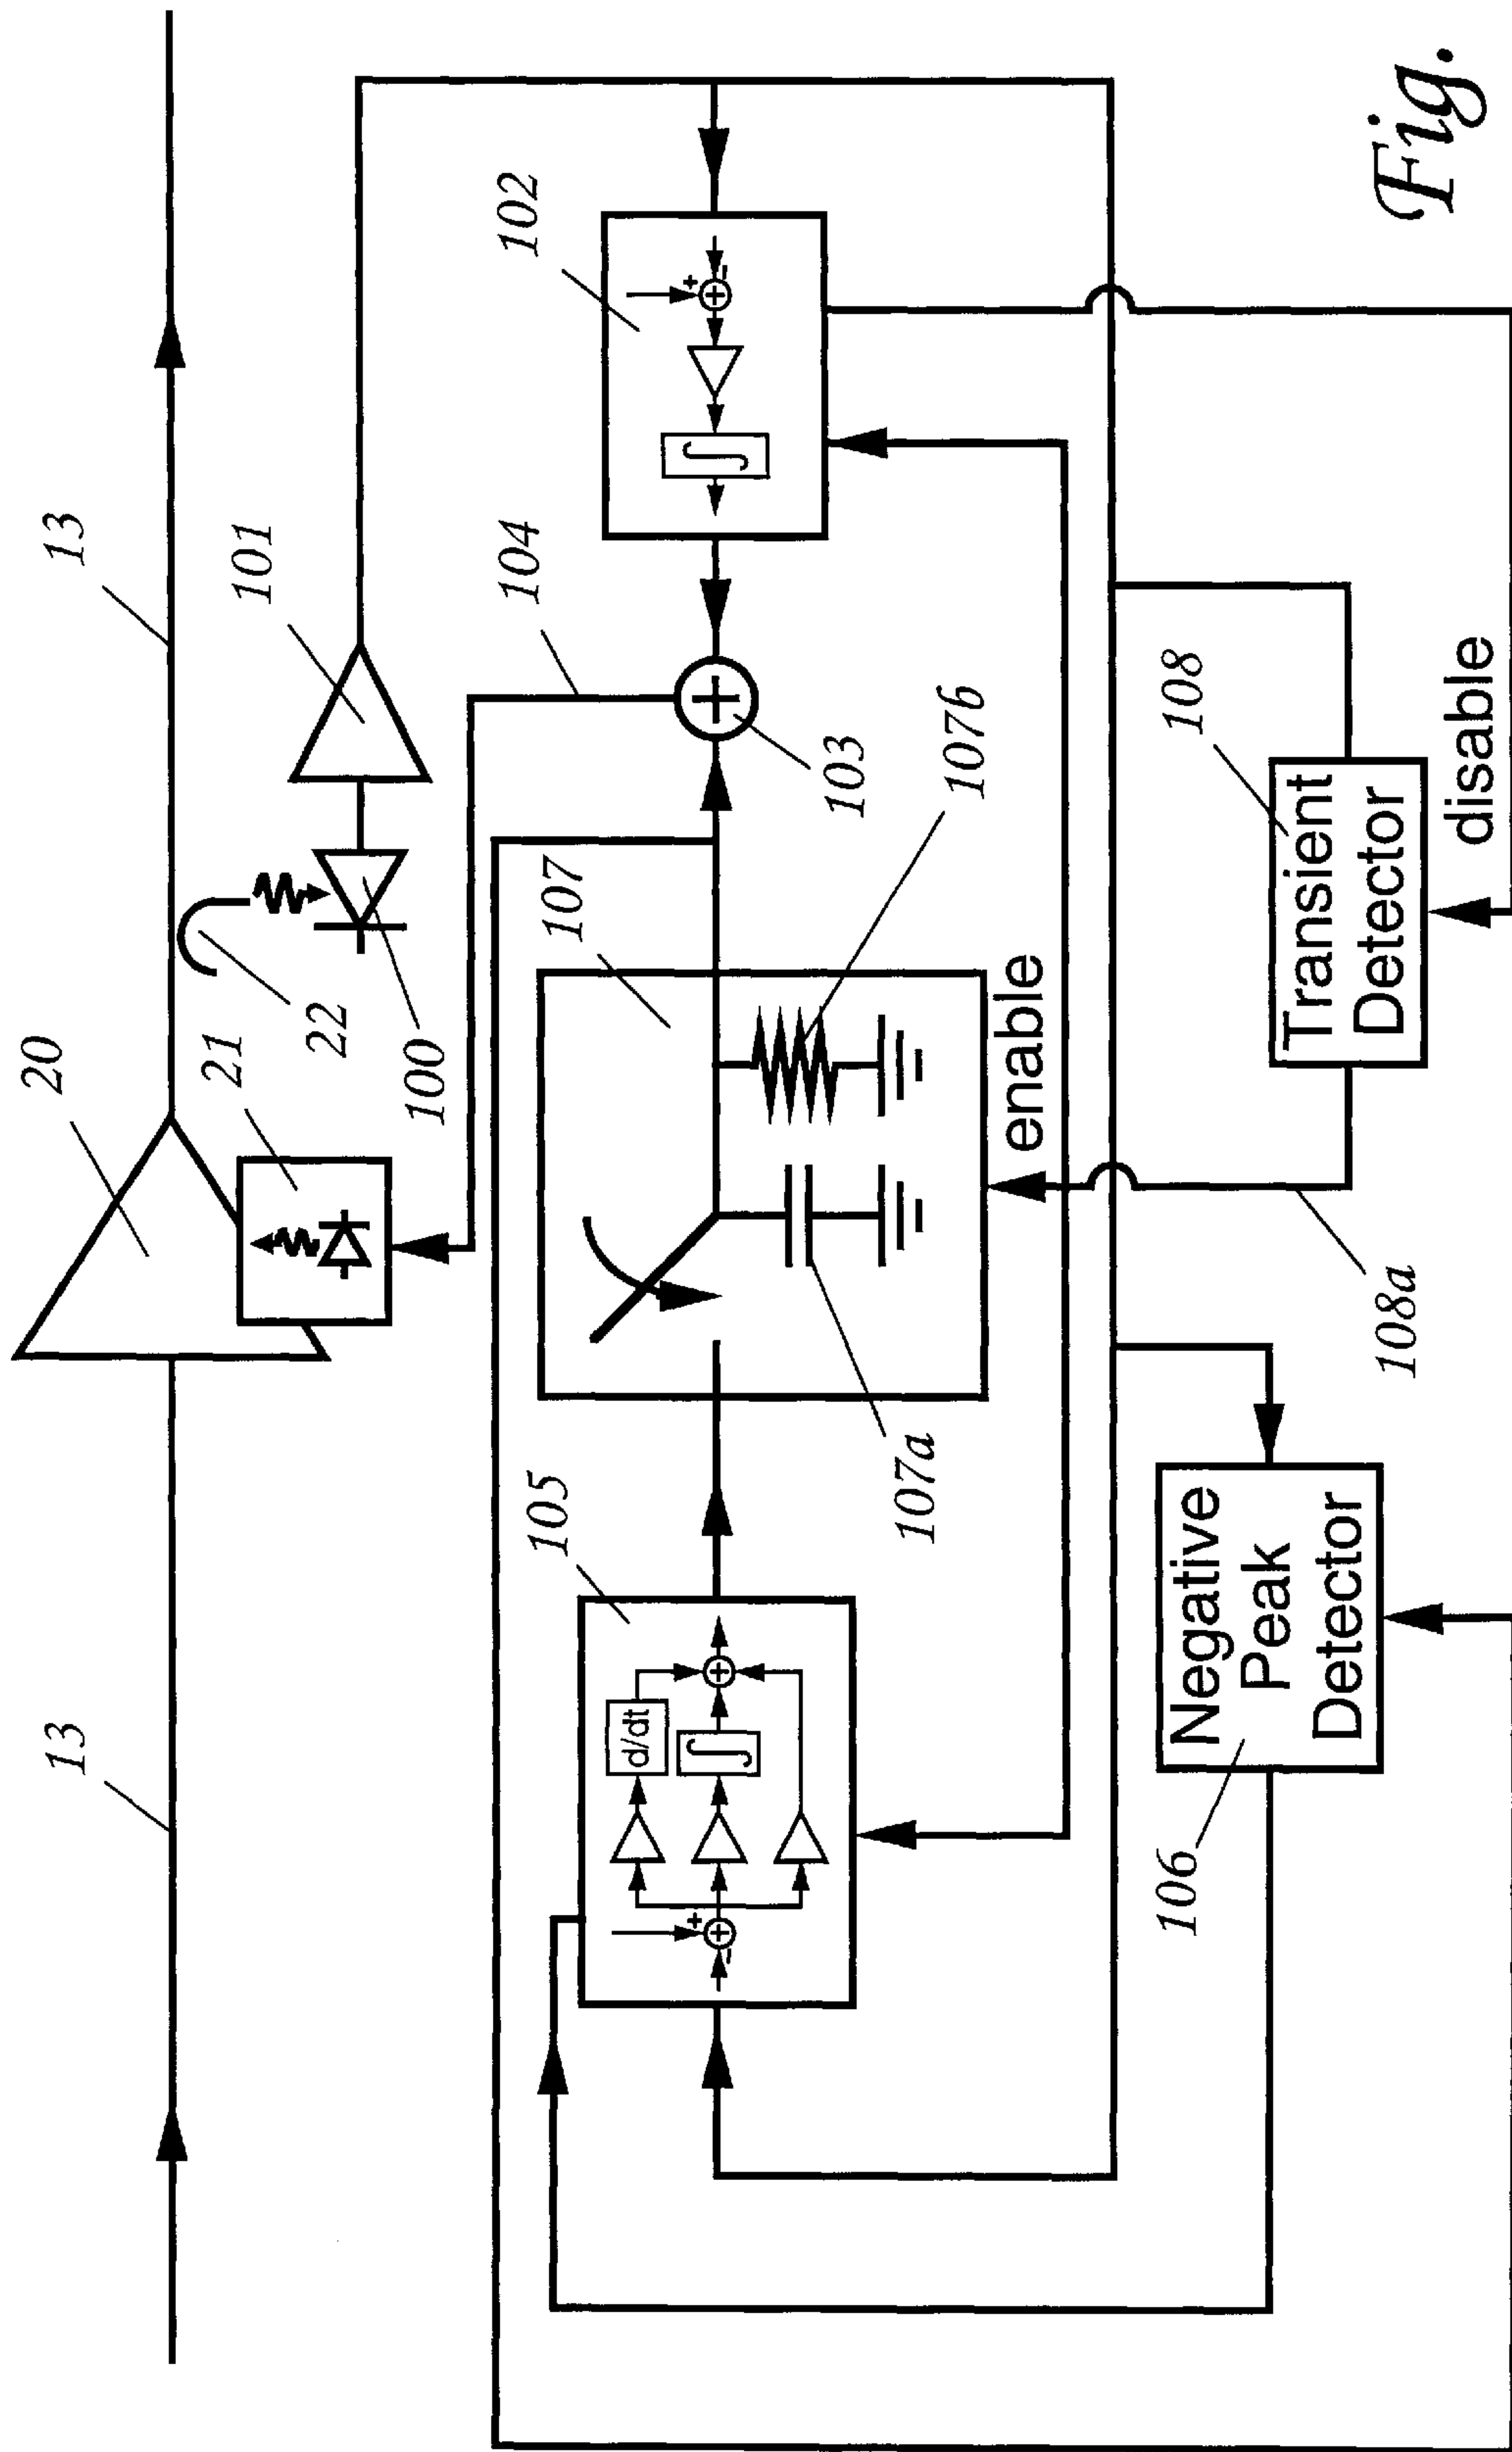 13
20
13
21
22
100
101
105
107
104
102
d/dt
∫
∫
103
107b
107a
enable
106
Negative
Peak
Detector
108a
108
Transient
Detector
disable
Fig.